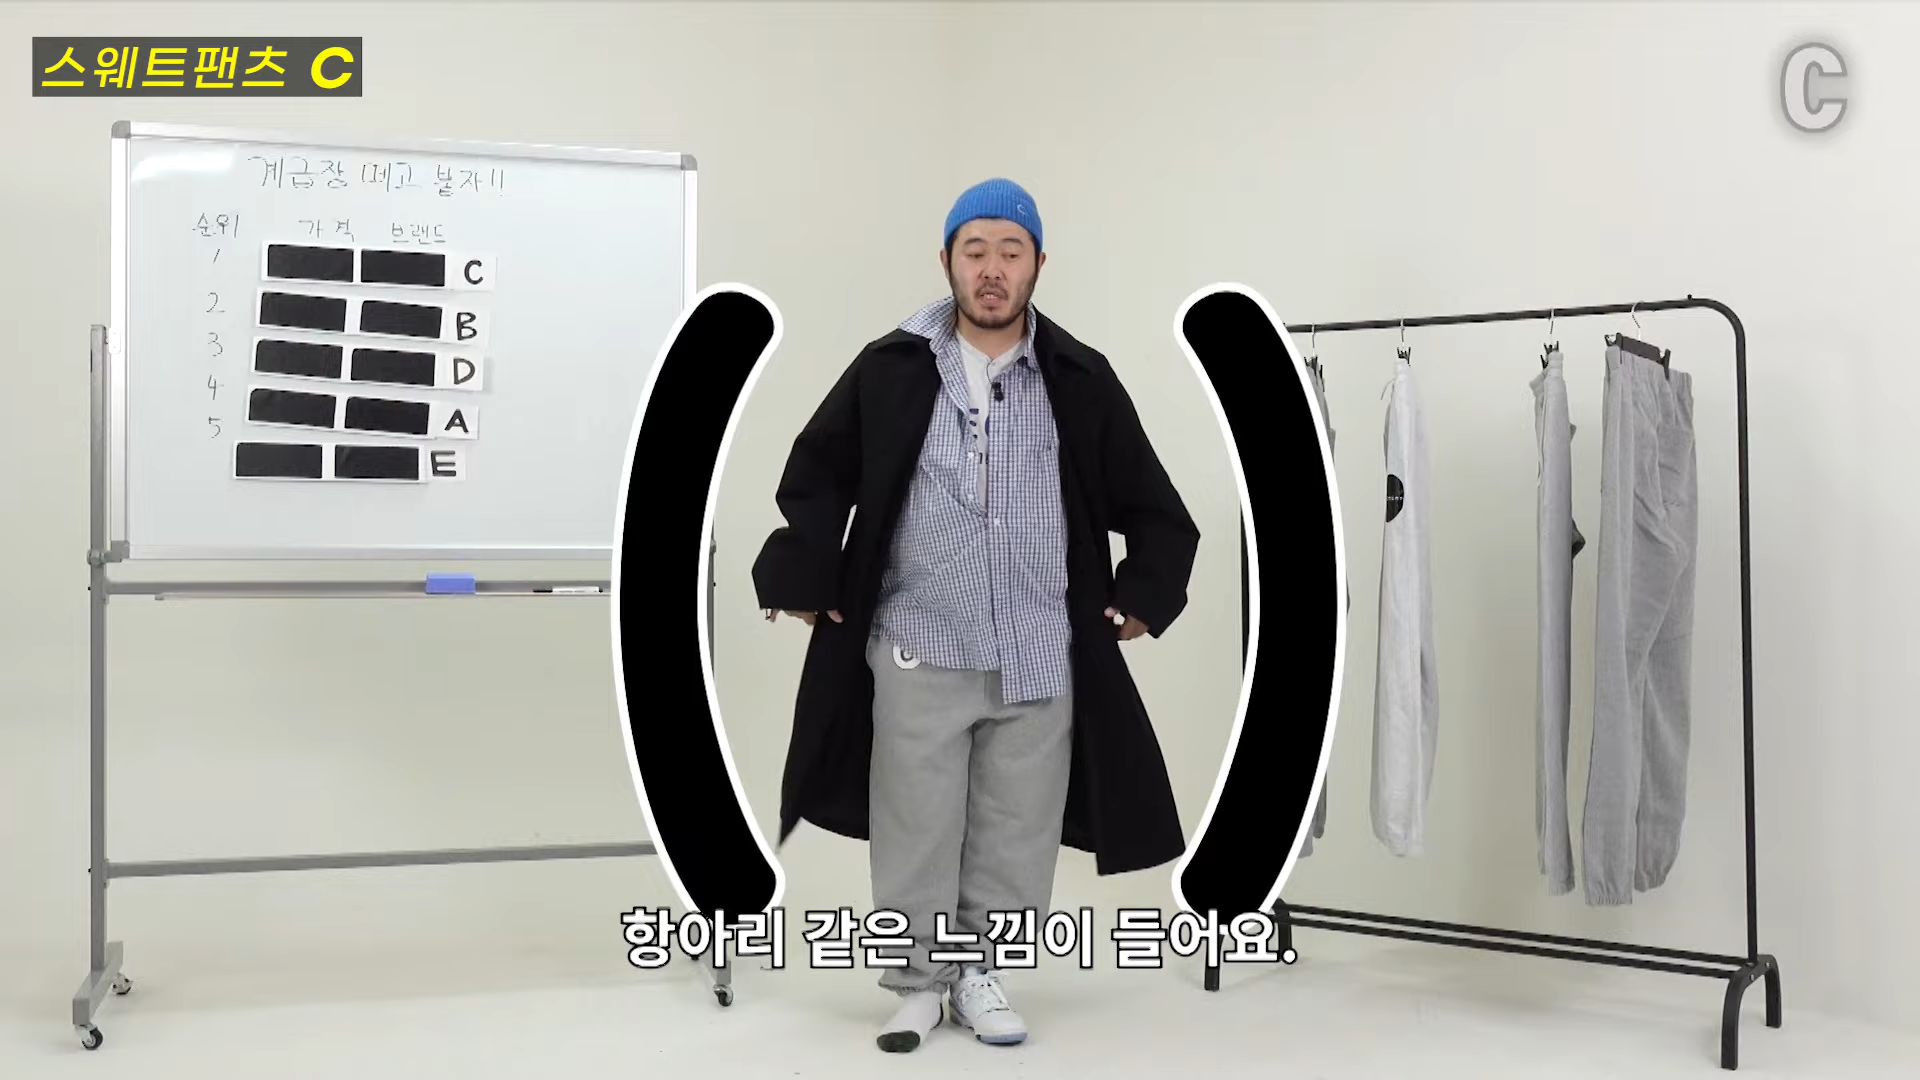 스웨트팬츠 C
C
계급장 떼고 붙자!!
순위 가격 브랜드
1 C
2 B
3 D
4 A
5 E
항아리 같은 느낌이 들어요.